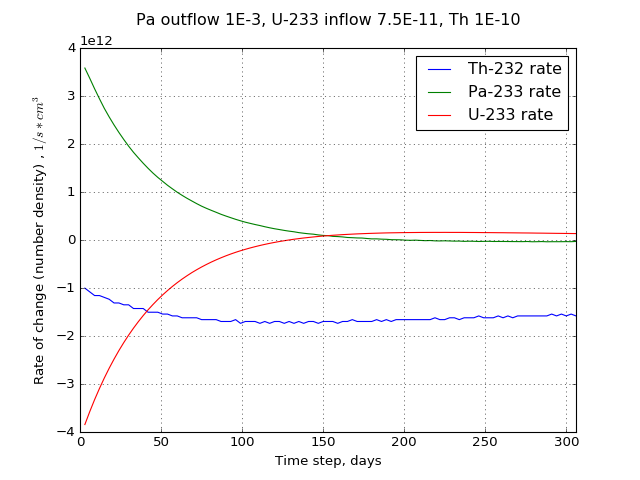 Pa outflow 1E-3, U-233 inflow 7.5E-11, Th 1E-10
1e12
4
3
2
1
0
−1
−2
−3
−4
Rate of change (number density) , 1/s * cm³
Th-232 rate
Pa-233 rate
U-233 rate
0 50 100 150 200 250 300
Time step, days